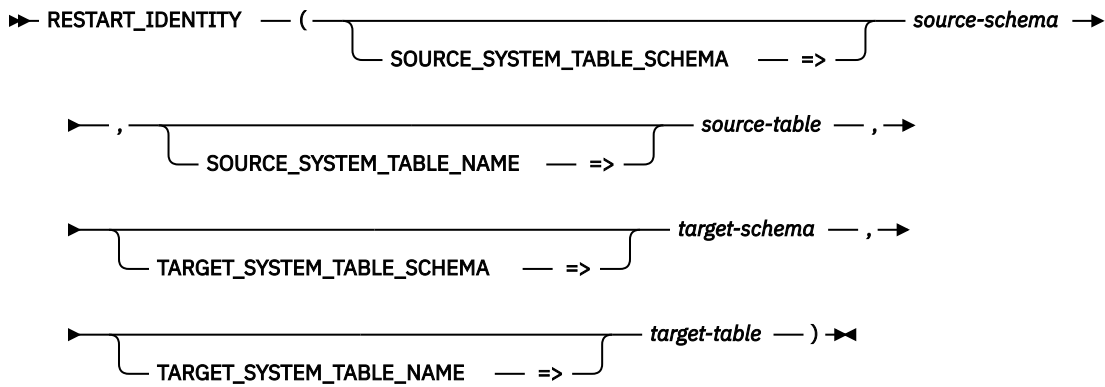 RESTART_IDENTITY ( source-schema
SOURCE_SYSTEM_TABLE_SCHEMA =>
, source-table ,
SOURCE_SYSTEM_TABLE_NAME =>
target-schema ,
TARGET_SYSTEM_TABLE_SCHEMA =>
target-table )
TARGET_SYSTEM_TABLE_NAME =>